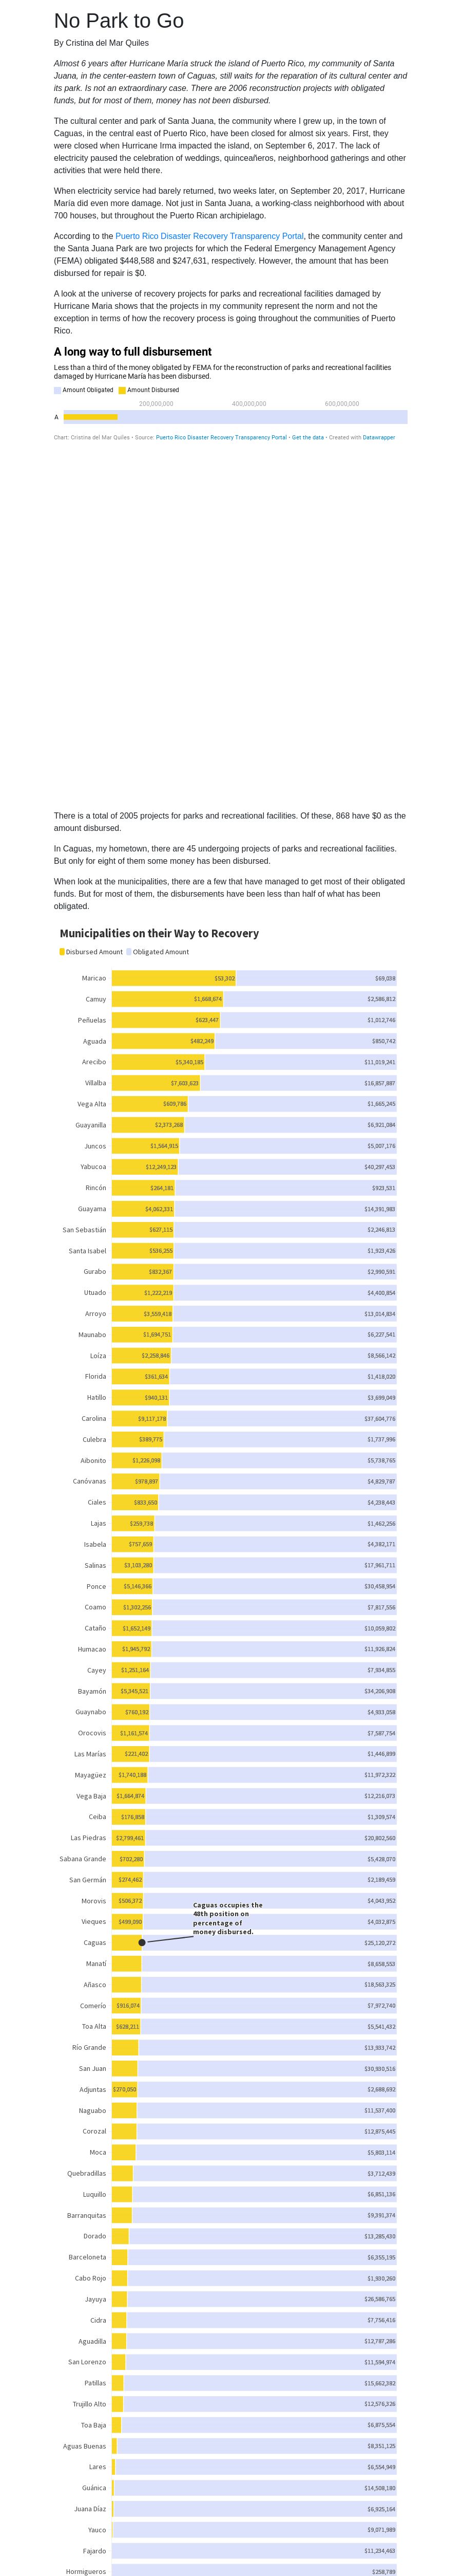 No Park to Go
By Cristina del Mar Quiles
Almost 6 years after Hurricane María struck the island of Puerto Rico, my community of Santa
Juana, in the center-eastern town of Caguas, still waits for the reparation of its cultural center and
its park. Is not an extraordinary case. There are 2006 reconstruction projects with obligated
funds, but for most of them, money has not been disbursed.
The cultural center and park of Santa Juana, the community where I grew up, in the town of
Caguas, in the central east of Puerto Rico, have been closed for almost six years. First, they
were closed when Hurricane Irma impacted the island, on September 6, 2017. The lack of
electricity paused the celebration of weddings, quinceañeros, neighborhood gatherings and other
activities that were held there.
When electricity service had barely returned, two weeks later, on September 20, 2017, Hurricane
María did even more damage. Not just in Santa Juana, a working-class neighborhood with about
700 houses, but throughout the Puerto Rican archipielago.
According to the Puerto Rico Disaster Recovery Transparency Portal, the community center and
the Santa Juana Park are two projects for which the Federal Emergency Management Agency
(FEMA) obligated $448,588 and $247,631, respectively. However, the amount that has been
disbursed for repair is $0.
A look at the universe of recovery projects for parks and recreational facilities damaged by
Hurricane Maria shows that the projects in my community represent the norm and not the
exception in terms of how the recovery process is going throughout the communities of Puerto
Rico.
A long way to full disbursement
Less than a third of the money obligated by FEMA for the reconstruction of parks and recreational facilities
damaged by Hurricane María has been disbursed.
Amount Obligated Amount Disbursed
200,000,000 400,000,000 600,000,000
A
Chart: Cristina del Mar Quiles • Source: Puerto Rico Disaster Recovery Transparency Portal • Get the data • Created with Datawrapper
There is a total of 2005 projects for parks and recreational facilities. Of these, 868 have $0 as the
amount disbursed.
In Caguas, my hometown, there are 45 undergoing projects of parks and recreational facilities.
But only for eight of them some money has been disbursed.
When look at the municipalities, there are a few that have managed to get most of their obligated
funds. But for most of them, the disbursements have been less than half of what has been
obligated.
Municipalities on their Way to Recovery
Disbursed Amount Obligated Amount
Maricao $53,302 $69,038
Camuy $1,668,674 $2,586,812
Peñuelas $623,447 $1,012,746
Aguada $482,249 $850,742
Arecibo $5,340,185 $11,019,241
Villalba $7,603,623 $16,857,887
Vega Alta $609,786 $1,665,245
Guayanilla $2,373,268 $6,921,084
Juncos $1,564,915 $5,007,176
Yabucoa $12,249,123 $40,297,453
Rincón $264,181 $923,531
Guayama $4,062,331 $14,391,983
San Sebastián $627,115 $2,246,813
Santa Isabel $536,255 $1,923,426
Gurabo $832,367 $2,990,591
Utuado $1,222,219 $4,400,854
Arroyo $3,559,418 $13,014,834
Maunabo $1,694,751 $6,227,541
Loíza $2,258,846 $8,566,142
Florida $361,634 $1,418,020
Hatillo $940,131 $3,699,049
Carolina $9,117,178 $37,604,776
Culebra $389,775 $1,737,996
Aibonito $1,226,098 $5,738,765
Canóvanas $978,897 $4,829,787
Ciales $833,650 $4,238,443
Lajas $259,738 $1,462,256
Isabela $757,659 $4,382,171
Salinas $3,103,280 $17,961,711
Ponce $5,146,366 $30,458,954
Coamo $1,302,256 $7,817,556
Cataño $1,652,149 $10,059,802
Humacao $1,945,792 $11,926,824
Cayey $1,251,164 $7,934,855
Bayamón $5,345,521 $34,206,908
Guaynabo $760,192 $4,933,058
Orocovis $1,161,574 $7,587,754
Las Marías $221,402 $1,446,899
Mayagüez $1,740,188 $11,972,322
Vega Baja $1,664,874 $12,216,073
Ceiba $176,858 $1,309,574
Las Piedras $2,799,461 $20,802,560
Sabana Grande $702,280 $5,428,070
San Germán $274,462 $2,189,459
Morovis $506,372 $4,043,952
Caguas occupies the
48th position on
percentage of
money disbursed.
Vieques $499,090 $4,032,875
Caguas $25,120,272
Manatí $8,658,553
Añasco $18,563,325
Comerío $916,074 $7,972,740
Toa Alta $628,211 $5,541,432
Río Grande $13,933,742
San Juan $30,930,516
Adjuntas $270,050 $2,688,692
Naguabo $11,537,400
Corozal $12,875,445
Moca $5,803,114
Quebradillas $3,712,439
Luquillo $6,851,136
Barranquitas $9,391,374
Dorado $13,285,430
Barceloneta $6,355,195
Cabo Rojo $1,930,260
Jayuya $26,586,765
Cidra $7,756,416
Aguadilla $12,787,286
San Lorenzo $11,594,974
Patillas $15,662,382
Trujillo Alto $12,576,326
Toa Baja $6,875,554
Aguas Buenas $8,351,125
Lares $6,554,949
Guánica $14,508,180
Juana Díaz $6,925,164
Yauco $9,071,989
Fajardo $11,234,463
Hormigueros $258,789